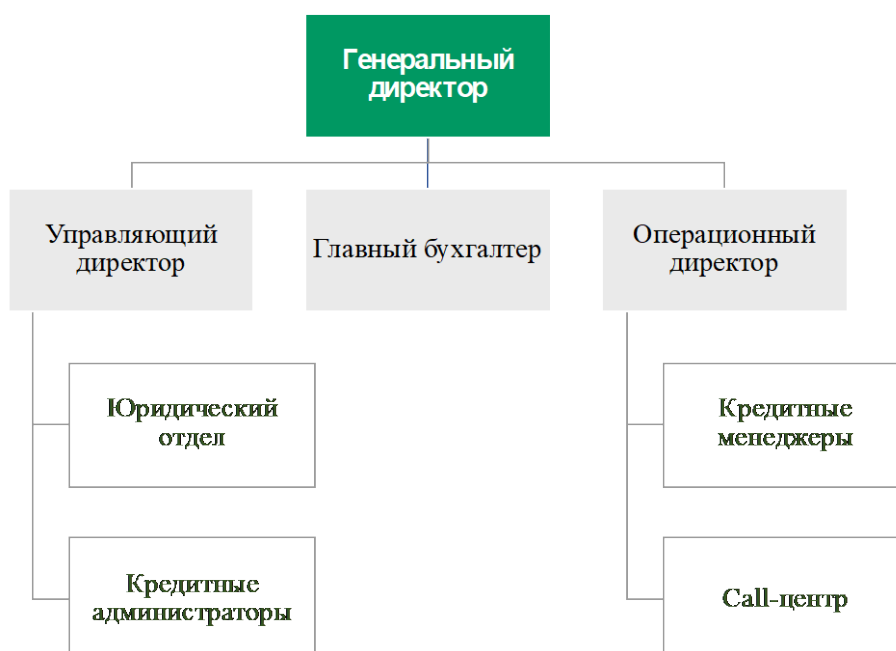 Генеральный
директор
Управляющий
директор
Главный бухгалтер
Операционный
директор
Юридический
отдел
Кредитные
менеджеры
Кредитные
администраторы
Call-центр